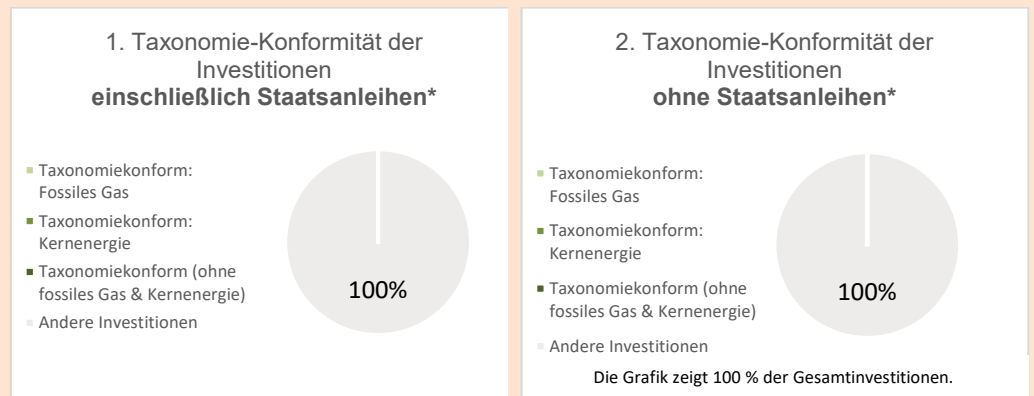 1. Taxonomie-Konformität der
Investitionen
einschließlich Staatsanleihen*
Taxonomiekonform:
Fossiles Gas
Taxonomiekonform:
Kernenergie
Taxonomiekonform (ohne
fossiles Gas & Kernenergie)
Andere Investitionen
100%
2. Taxonomie-Konformität der
Investitionen
ohne Staatsanleihen*
Taxonomiekonform:
Fossiles Gas
Taxonomiekonform:
Kernenergie
Taxonomiekonform (ohne
fossiles Gas & Kernenergie)
Andere Investitionen
100%
Die Grafik zeigt 100 % der Gesamtinvestitionen.